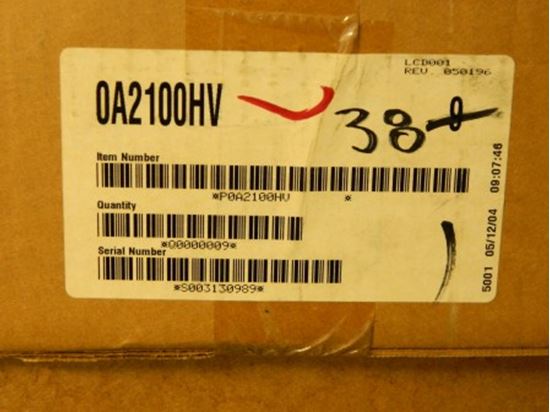 LCD001
REV. 050196
0A2100HV
38
Item Number
*P0A2100HV *
Quantity
*Q0000009*
Serial Number
*S003130989*
5001 05/12/04 09:07:46